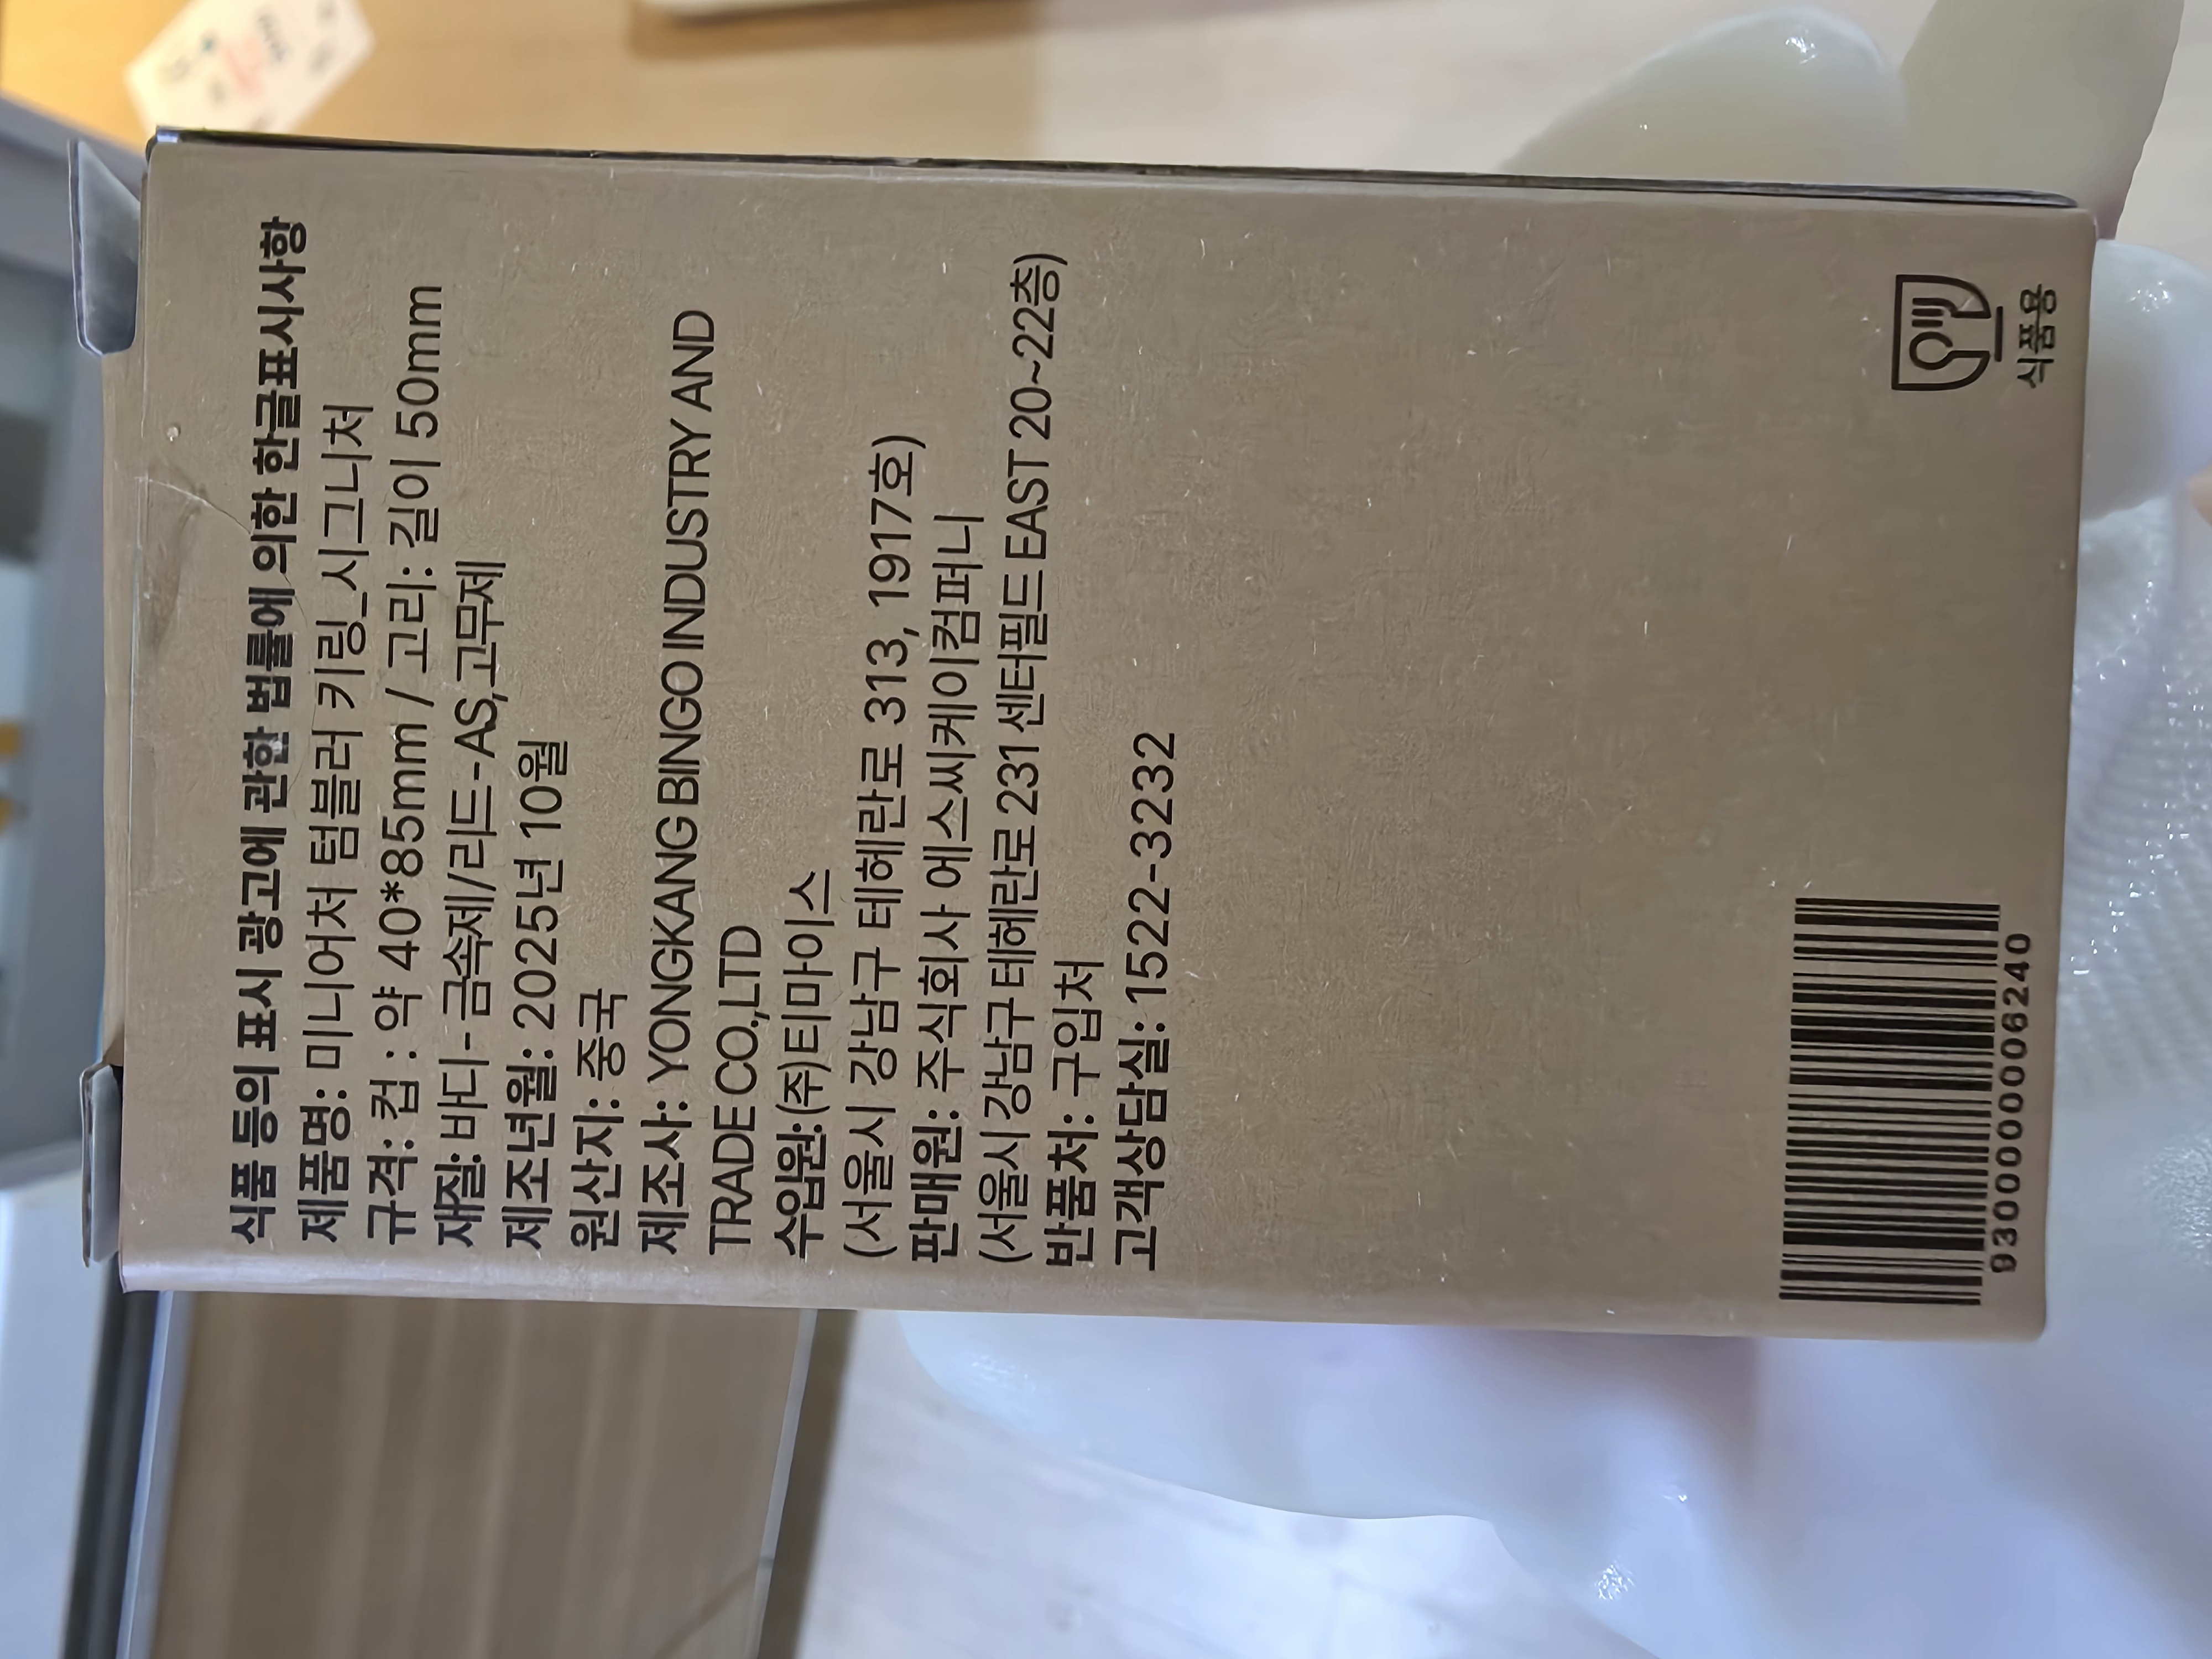 식품 등의 표시 광고에 관한 법률에 의한 한글표시사항
제품명: 미니어처 텀블러 키링_시그니처
규격: 컵 : 약 40*85mm / 고리: 길이 50mm
재질: 바디 - 금속제/리드-AS,고무제
제조년월: 2025년 10월
원산지: 중국
제조사: YONGKANG BINGO INDUSTRY AND
TRADE CO.,LTD
수입원: (주)티마이스
(서울시 강남구 테헤란로 313, 1917호)
판매원: 주식회사 에스씨케이컴퍼니
(서울시 강남구 테헤란로 231 센터필드 EAST 20~22층)
반품처: 구입처
고객상담실: 1522-3232
9300000006240
식품용